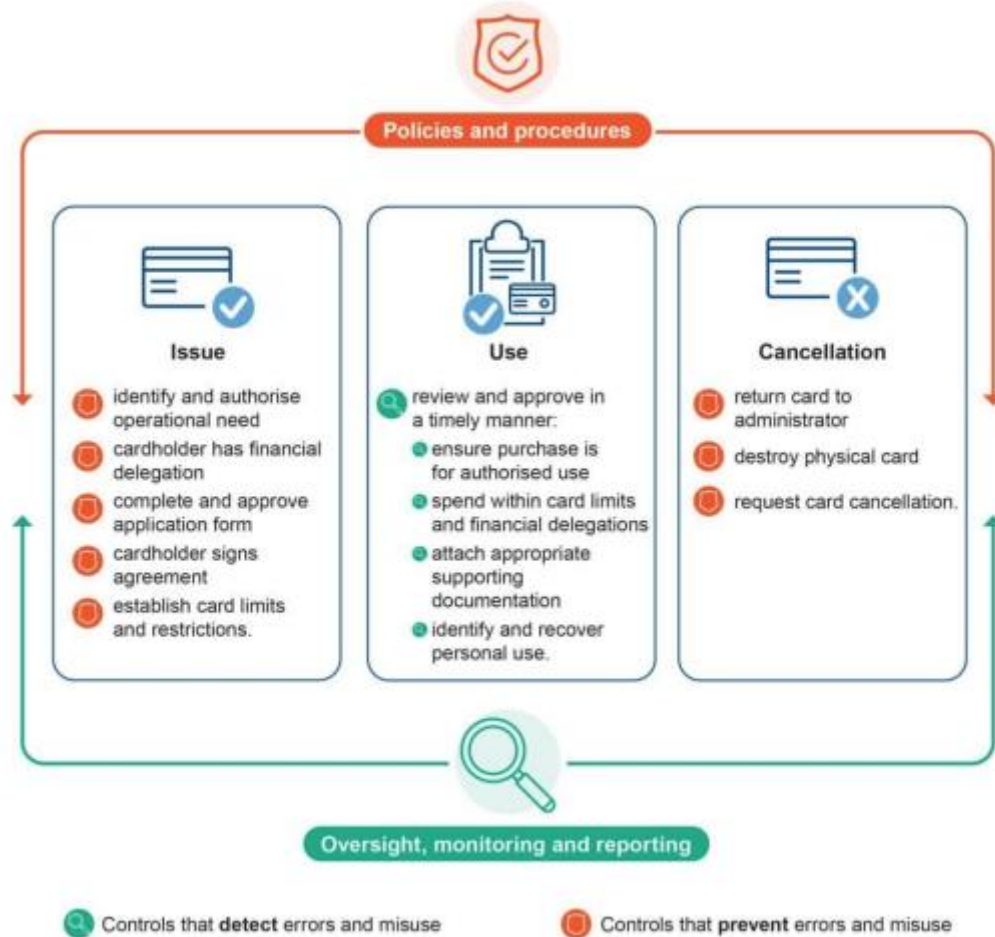 Policies and procedures
Issue
identify and authorise
operational need
cardholder has financial
delegation
complete and approve
application form
cardholder signs
agreement
establish card limits
and restrictions.
Use
review and approve in
a timely manner:
ensure purchase is
for authorised use
spend within card limits
and financial delegations
attach appropriate
supporting
documentation
identify and recover
personal use.
Cancellation
return card to
administrator
destroy physical card
request card cancellation.
Oversight, monitoring and reporting
Controls that detect errors and misuse
Controls that prevent errors and misuse